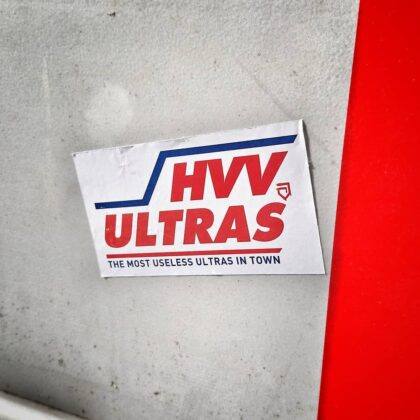 HVV
ULTRAS
THE MOST USELESS ULTRAS IN TOWN